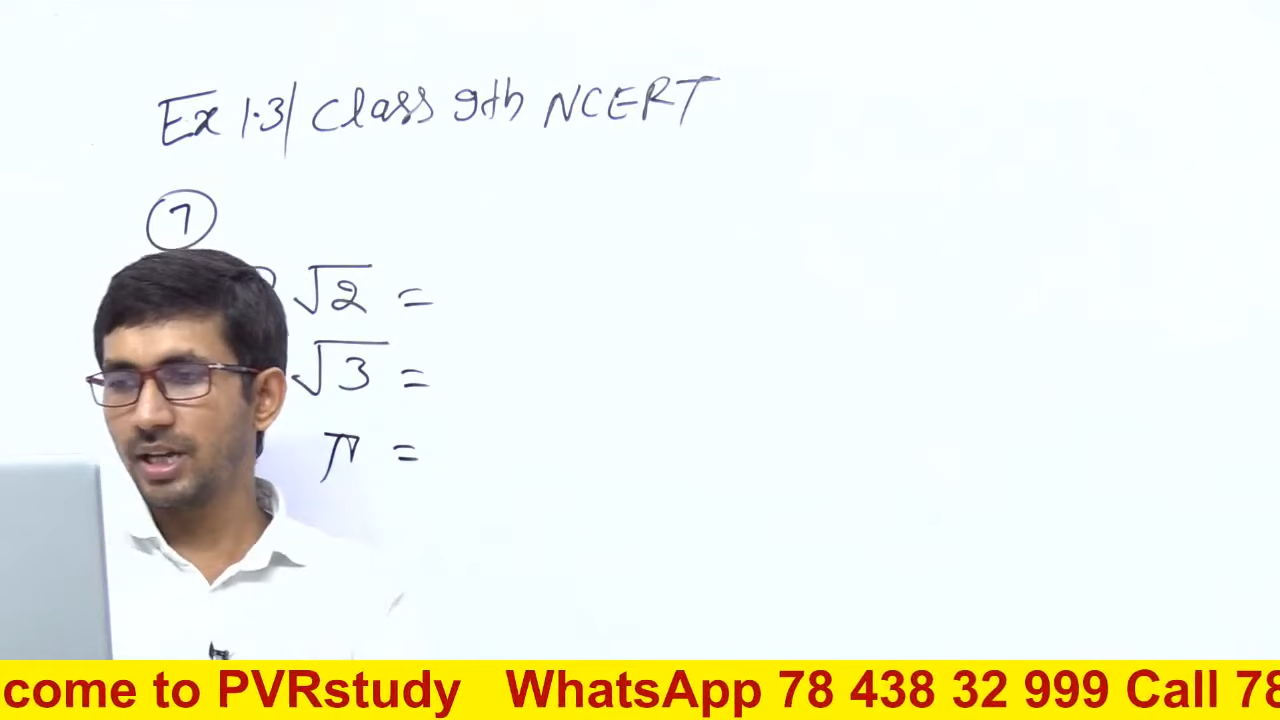 Ex 1.3| Class 9th NCERT
7
√2 =
√3 =
π =
come to PVRstudy WhatsApp 78 438 32 999 Call 78